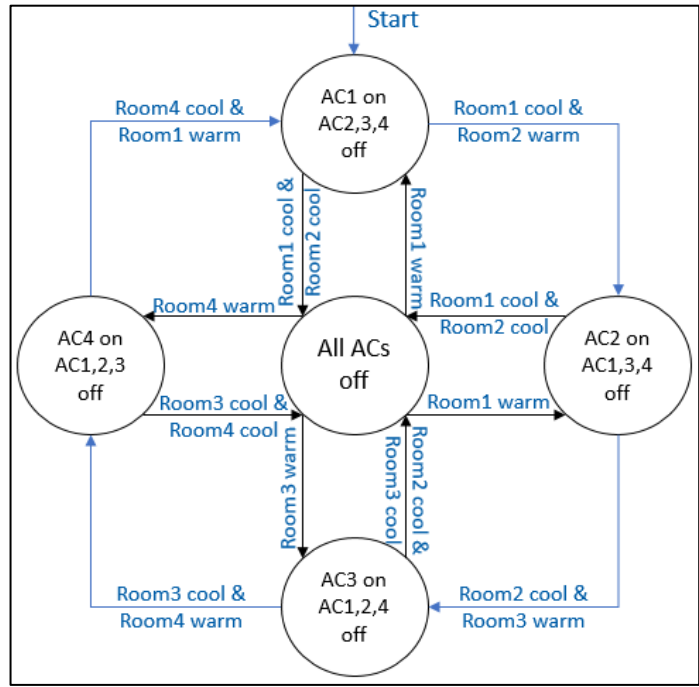 Start
AC1 on
AC2,3,4
off
Room4 cool &
Room1 warm
Room1 cool &
Room2 warm
Room1 cool &
Room2 cool
Room1 warm
Room4 warm
Room1 cool &
Room2 cool
AC4 on
AC1,2,3
off
All ACs
off
AC2 on
AC1,3,4
off
Room3 cool &
Room4 cool
Room1 warm
Room3 warm
Room2 cool &
Room3 cool
Room3 cool &
Room4 warm
AC3 on
AC1,2,4
off
Room2 cool &
Room3 warm